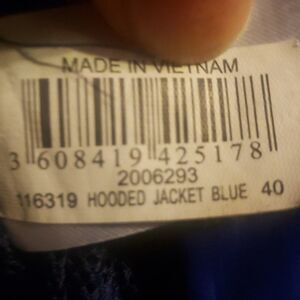 MADE IN VIETNAM
3 608419 425178
2006293
116319 HOODED JACKET BLUE 40